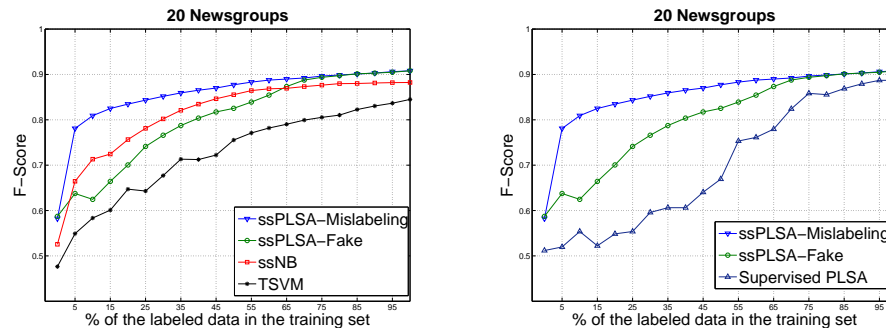 20 Newsgroups
1
0.9
0.8
0.7
0.6
0.5
F-Score
ssPLSA-Mislabeling
ssPLSA-Fake
ssNB
TSVM
5 15 25 35 45 55 65 75 85 95
% of the labeled data in the training set
20 Newsgroups
1
0.9
0.8
0.7
0.6
0.5
F-Score
ssPLSA-Mislabeling
ssPLSA-Fake
Supervised PLSA
5 15 25 35 45 55 65 75 85 95
% of the labeled data in the training set